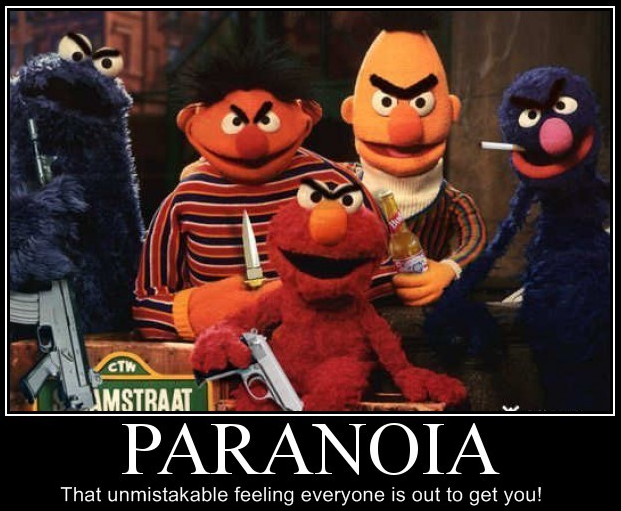 CTW
AMSTRAAT
PARANOIA
That unmistakable feeling everyone is out to get you!